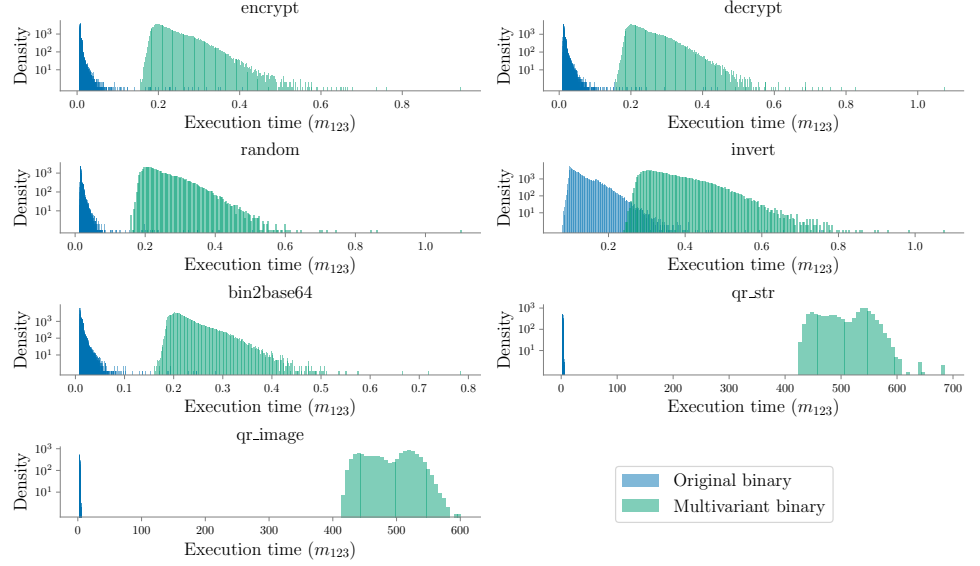 encrypt
Density
10³
10²
10¹
0.0 0.2 0.4 0.6 0.8
Execution time (m₁₂₃)
decrypt
Density
10³
10²
10¹
0.0 0.2 0.4 0.6 0.8 1.0
Execution time (m₁₂₃)
random
Density
10³
10²
10¹
0.0 0.2 0.4 0.6 0.8 1.0
Execution time (m₁₂₃)
invert
Density
10³
10²
10¹
0.2 0.4 0.6 0.8 1.0
Execution time (m₁₂₃)
bin2base64
Density
10³
10²
10¹
0.0 0.1 0.2 0.3 0.4 0.5 0.6 0.7 0.8
Execution time (m₁₂₃)
qr_str
Density
10³
10¹
0 100 200 300 400 500 600 700
Execution time (m₁₂₃)
qr_image
Density
10³
10²
10¹
0 100 200 300 400 500 600
Execution time (m₁₂₃)
Original binary
Multivariant binary